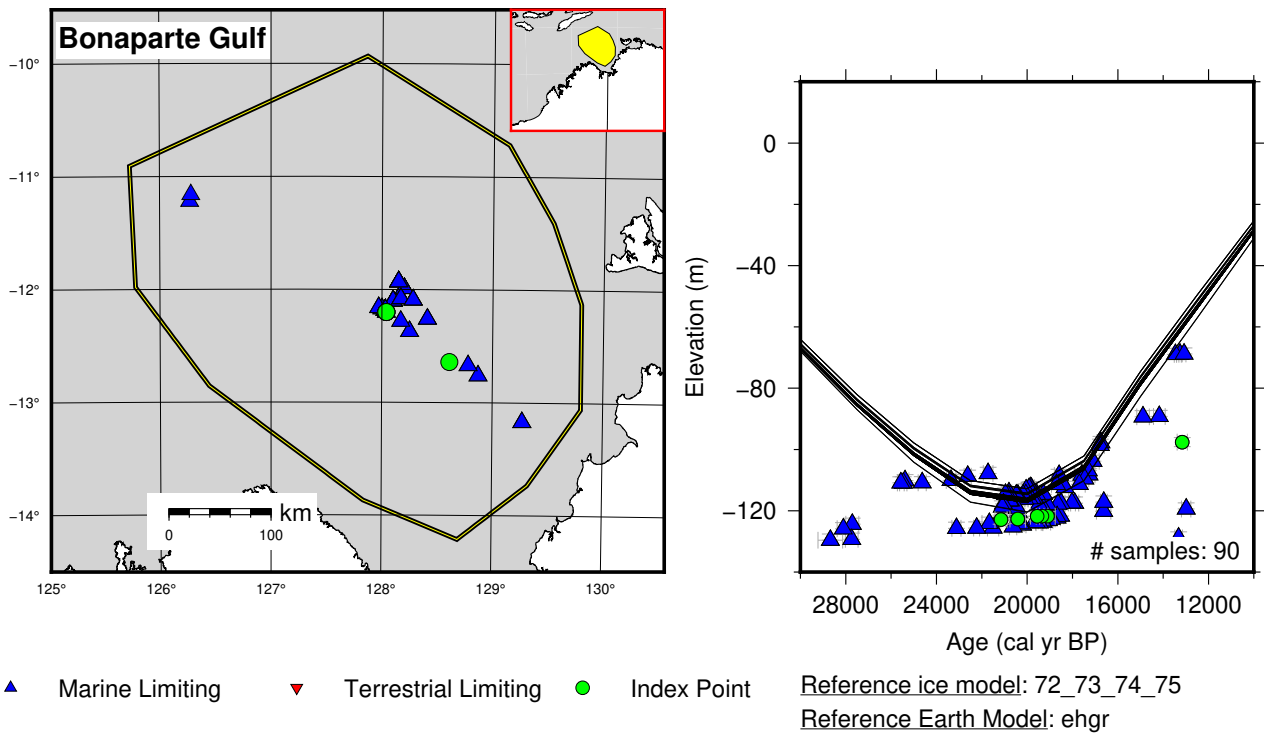 Bonaparte Gulf
−10°
−11°
−12°
−13°
−14°
125°
126°
127°
128°
129°
130°
km
0
100
0
−40
−80
−120
Elevation (m)
# samples: 90
28000
24000
20000
16000
12000
Age (cal yr BP)
Marine Limiting
Terrestrial Limiting
Index Point
Reference ice model: 72_73_74_75
Reference Earth Model: ehgr